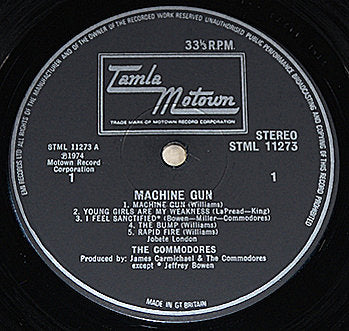 EMI RECORDS LTD. ALL RIGHTS OF THE MANUFACTURER AND OF THE OWNER OF THE RECORDED WORK RESERVED. UNAUTHORISED PUBLIC PERFORMANCE, BROADCASTING AND COPYING OF THIS RECORD PROHIBITED
33⅓ R.P.M.
Tamla
Motown
TRADE MARK OF MOTOWN RECORD CORPORATION
STML 11273 A
℗1974
Motown Record
Corporation
1
STEREO
STML 11273
1
MACHINE GUN
1. MACHINE GUN (Williams)
2. YOUNG GIRLS ARE MY WEAKNESS (LaPread—King)
3. I FEEL SANCTIFIED* (Bowen—Miller—Commodores)
4. THE BUMP (Williams)
5. RAPID FIRE (Williams)
Jobete London
THE COMMODORES
Produced by: James Carmichael & The Commodores
except * Jeffrey Bowen
MADE IN GT BRITAIN